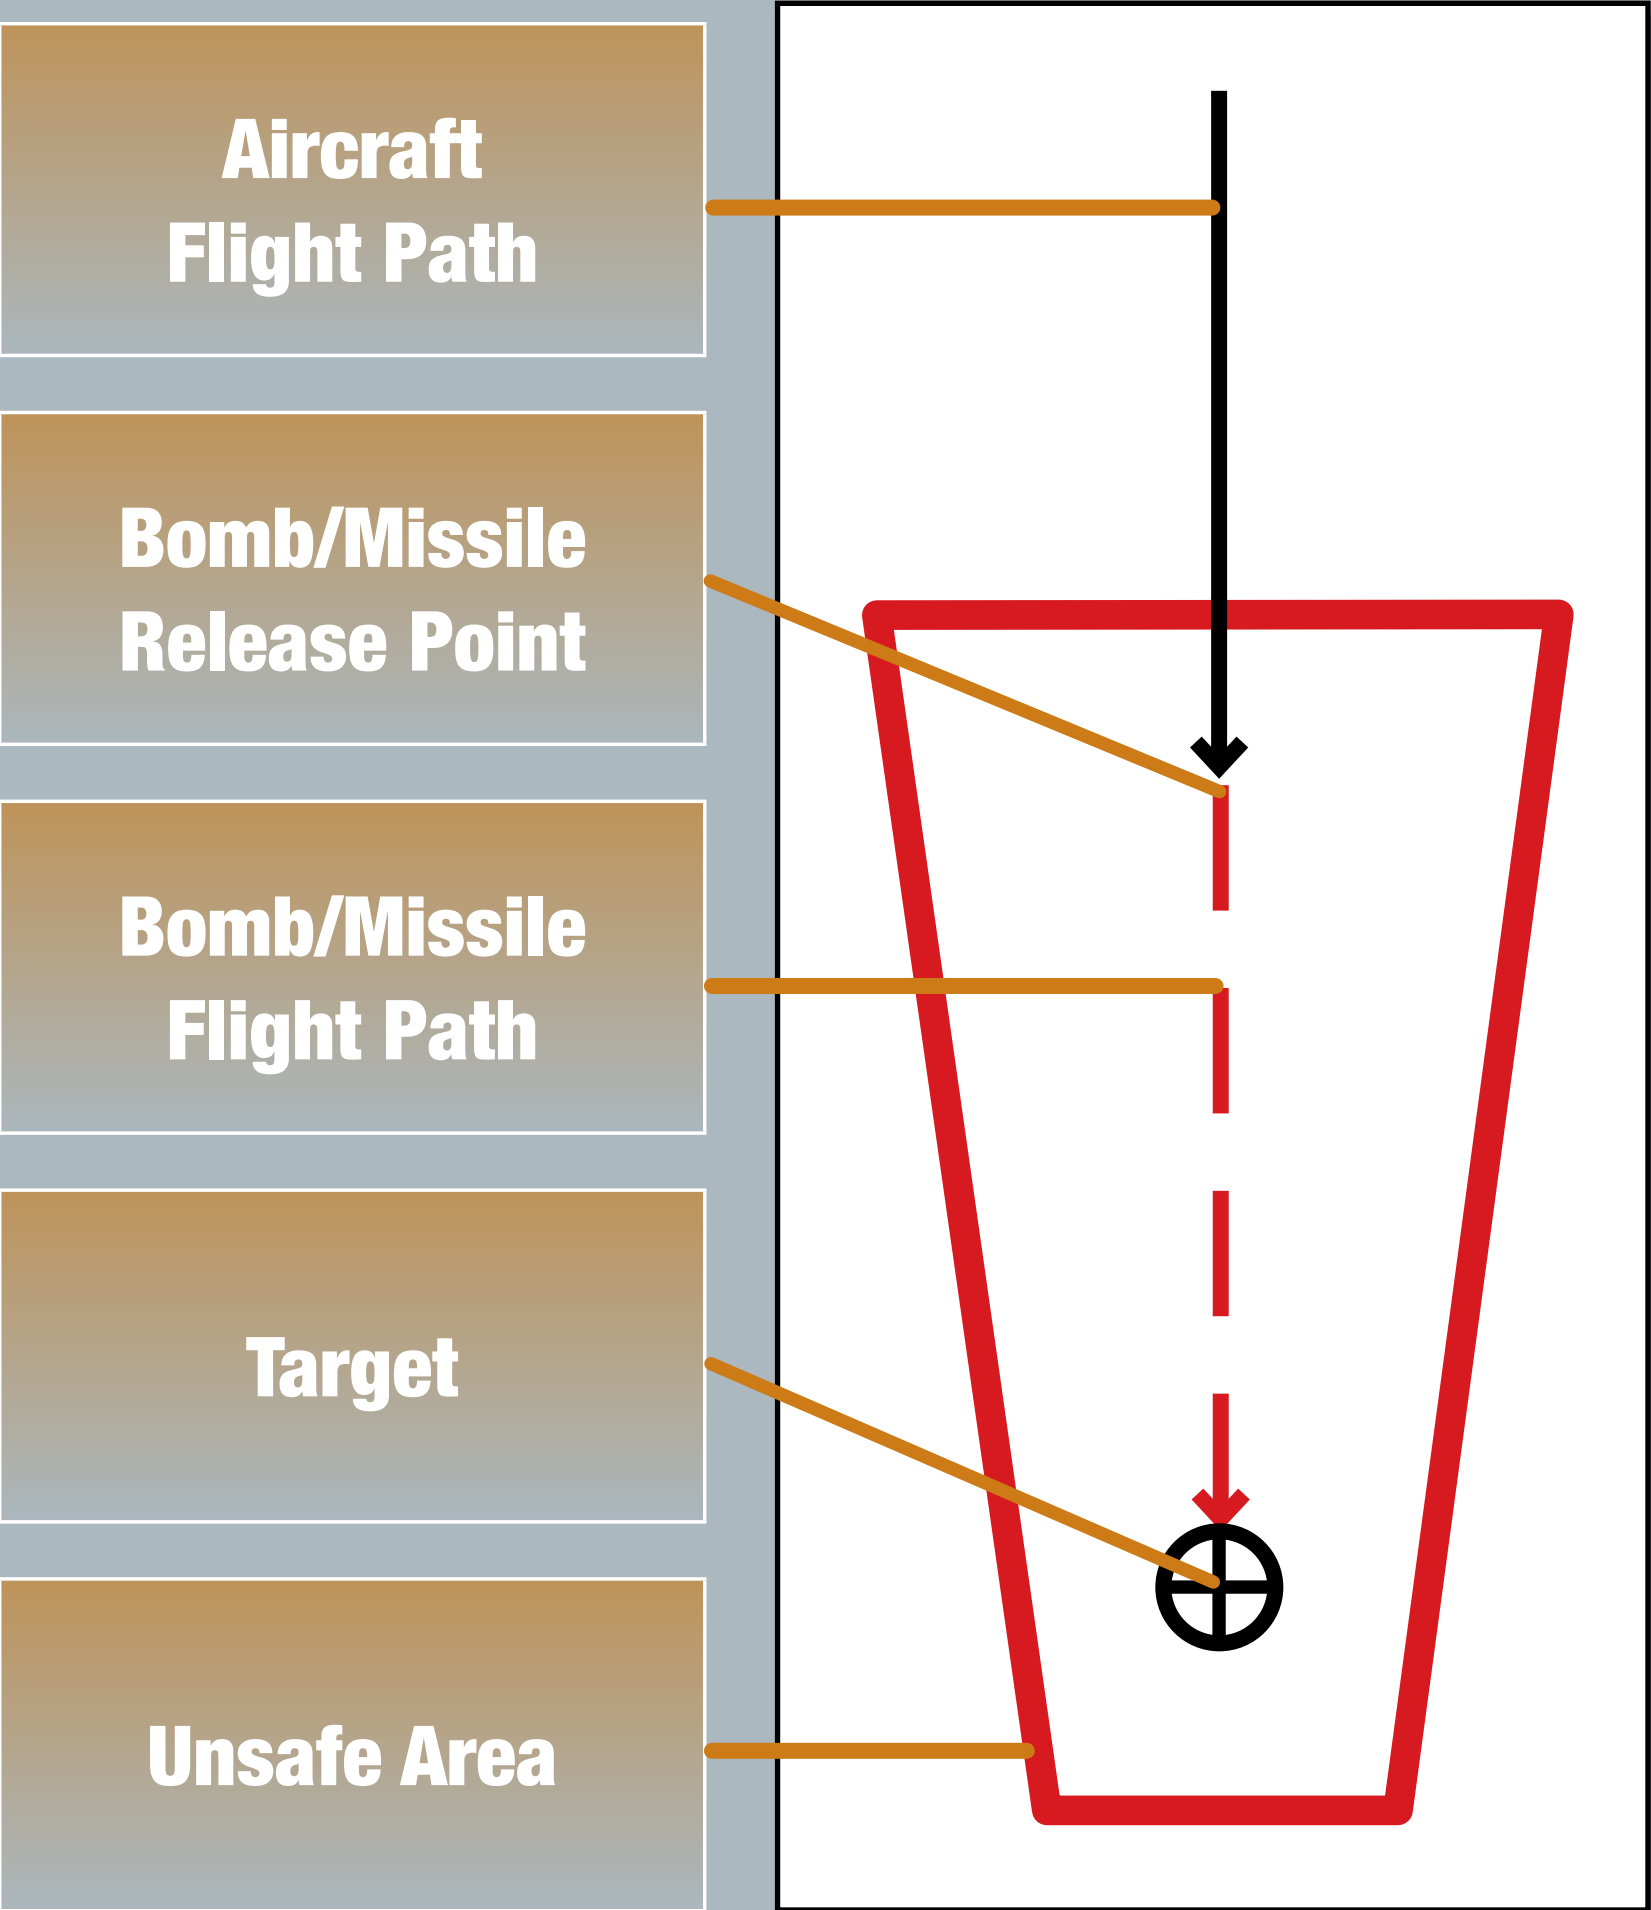 Aircraft
Flight Path
Bomb/Missile
Release Point
Bomb/Missile
Flight Path
Target
Unsafe Area